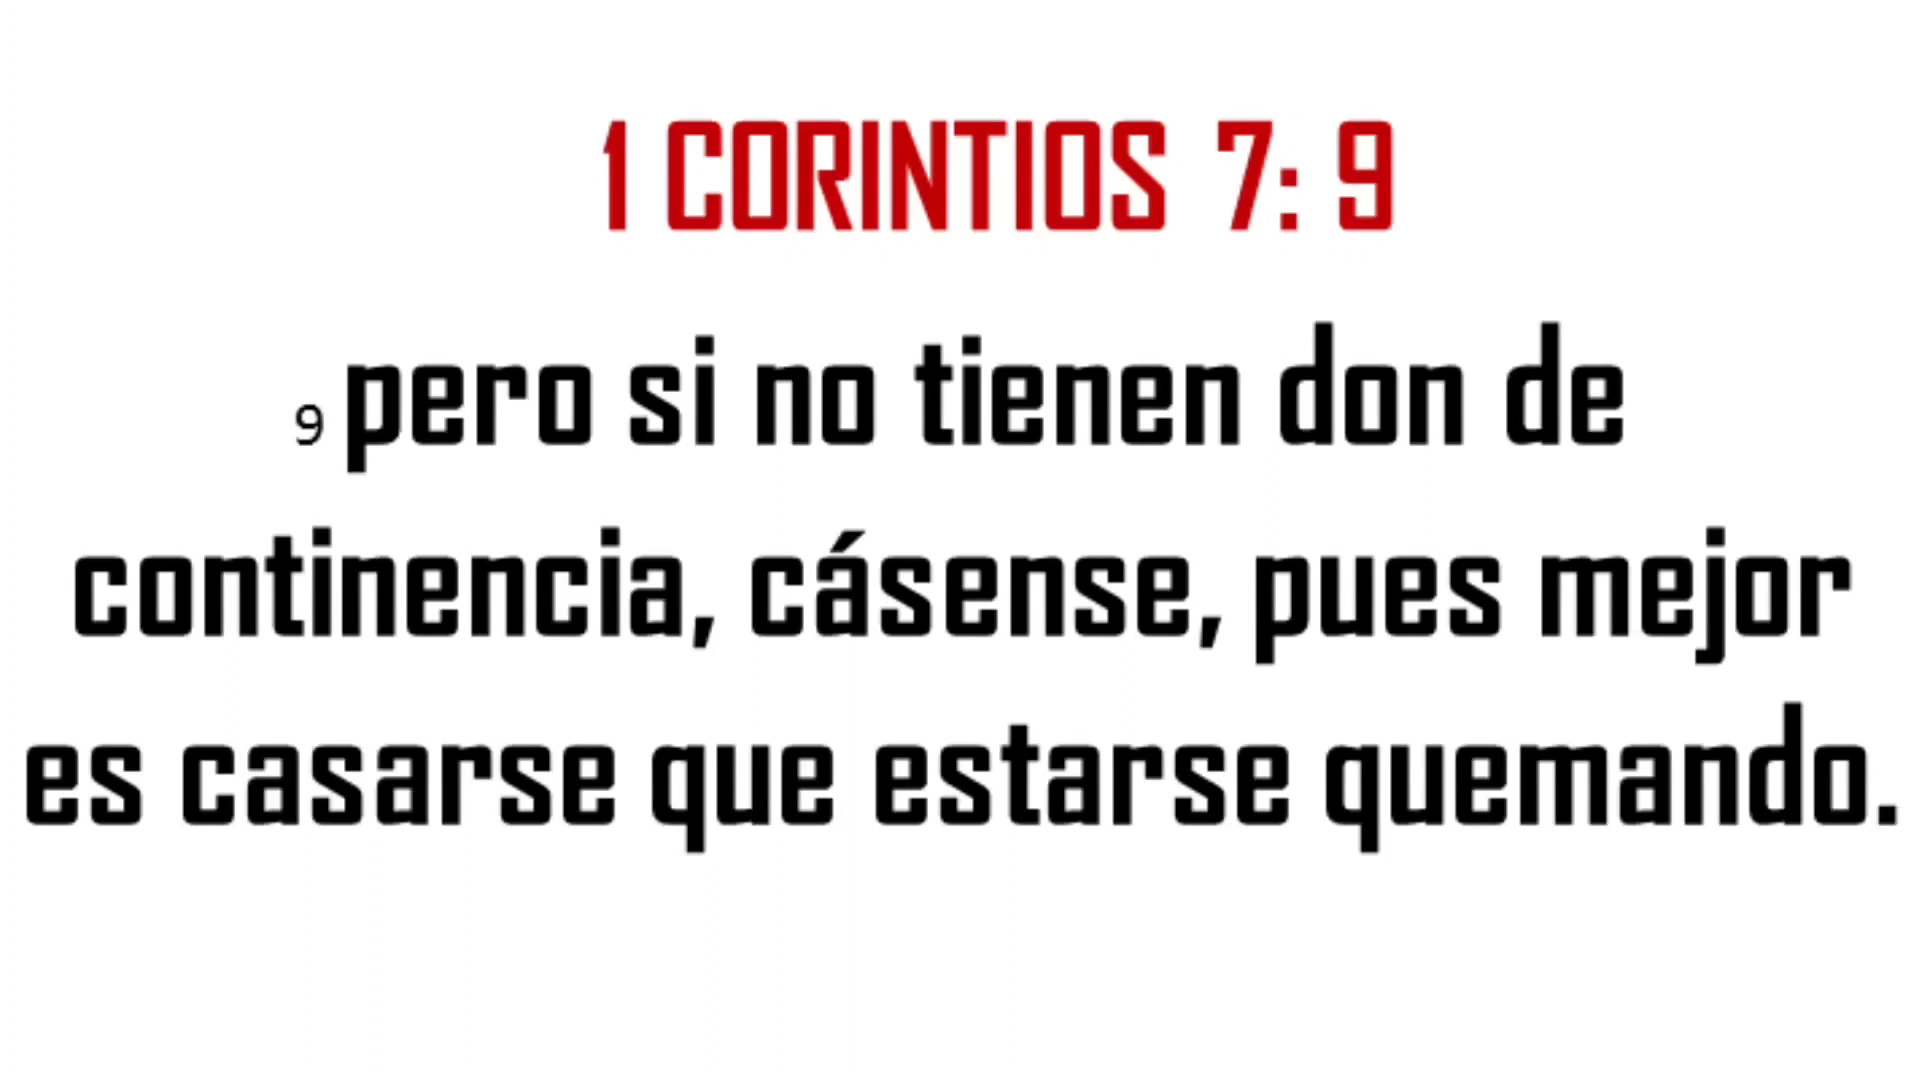 1 CORINTIOS 7: 9
9 pero si no tienen don de
continencia, cásense, pues mejor
es casarse que estarse quemando.